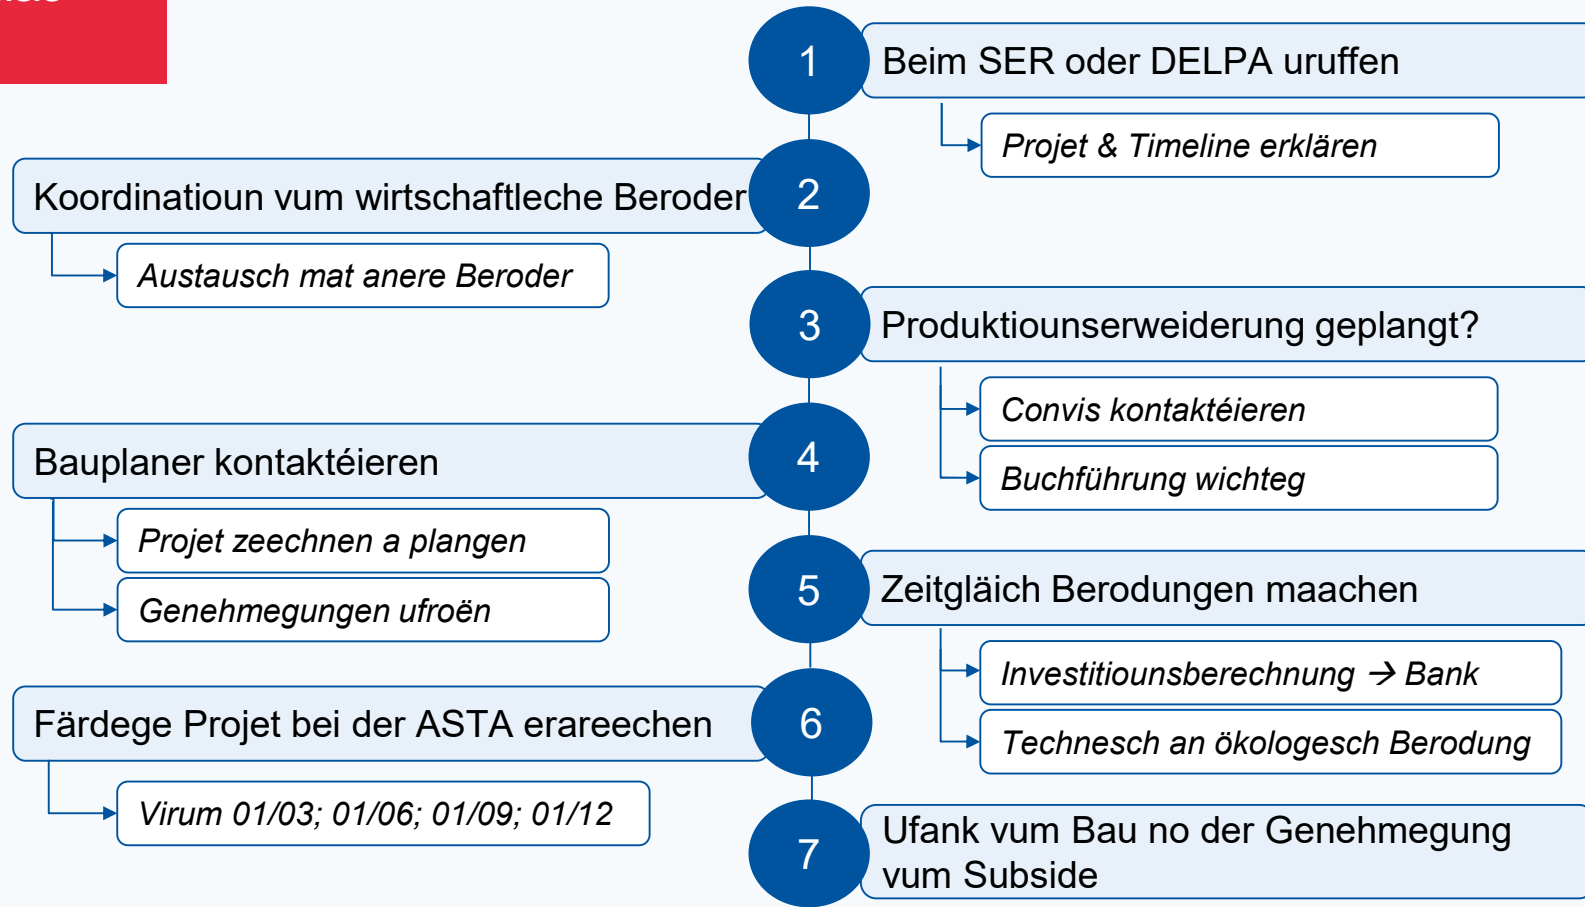 1
Beim SER oder DELPA uruffen
Projet & Timeline erklären
2
Koordinatioun vum wirtschaftleche Beroder
Austausch mat anere Beroder
3
Produktiounserweiderung geplangt?
Convis kontaktéieren
Buchführung wichteg
4
Bauplaner kontaktéieren
Projet zeechnen a plangen
Genehmegungen ufroën
5
Zeitgläich Berodungen maachen
Investitiounsberechnung → Bank
Technesch an ökologesch Berodung
6
Färdege Projet bei der ASTA erareechen
Virum 01/03; 01/06; 01/09; 01/12
7
Ufank vum Bau no der Genehmegung
vum Subside